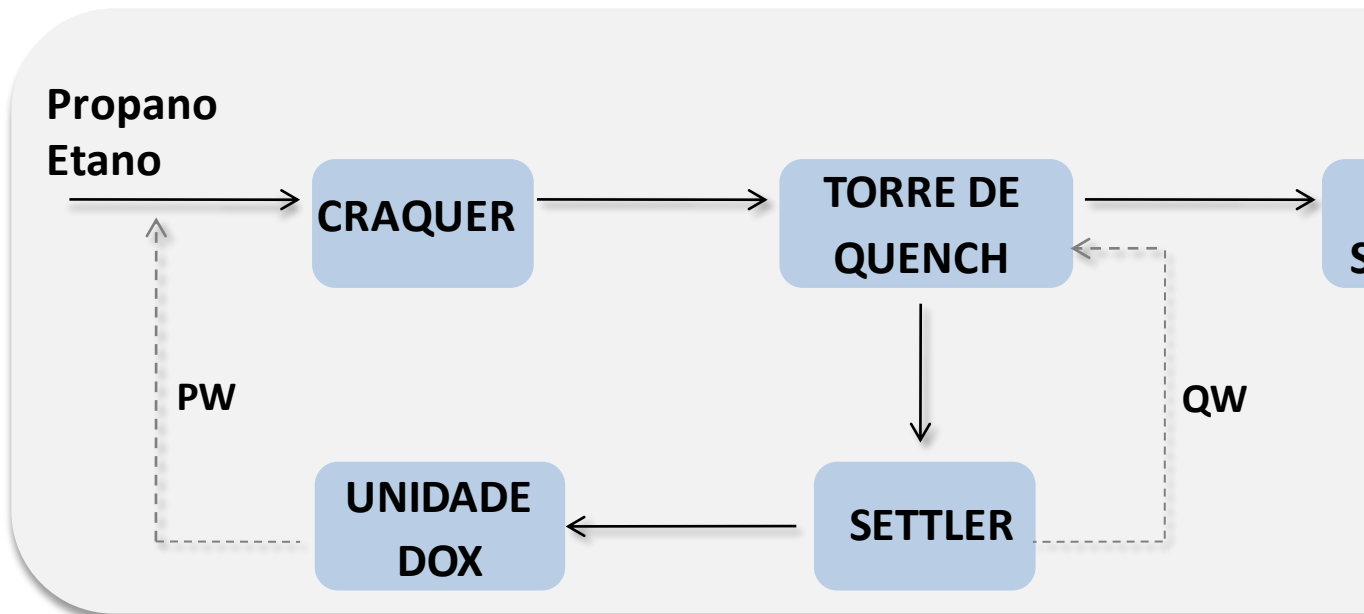 Propano
Etano
CRAQUER
TORRE DE
QUENCH
S
PW
QW
UNIDADE
DOX
SETTLER